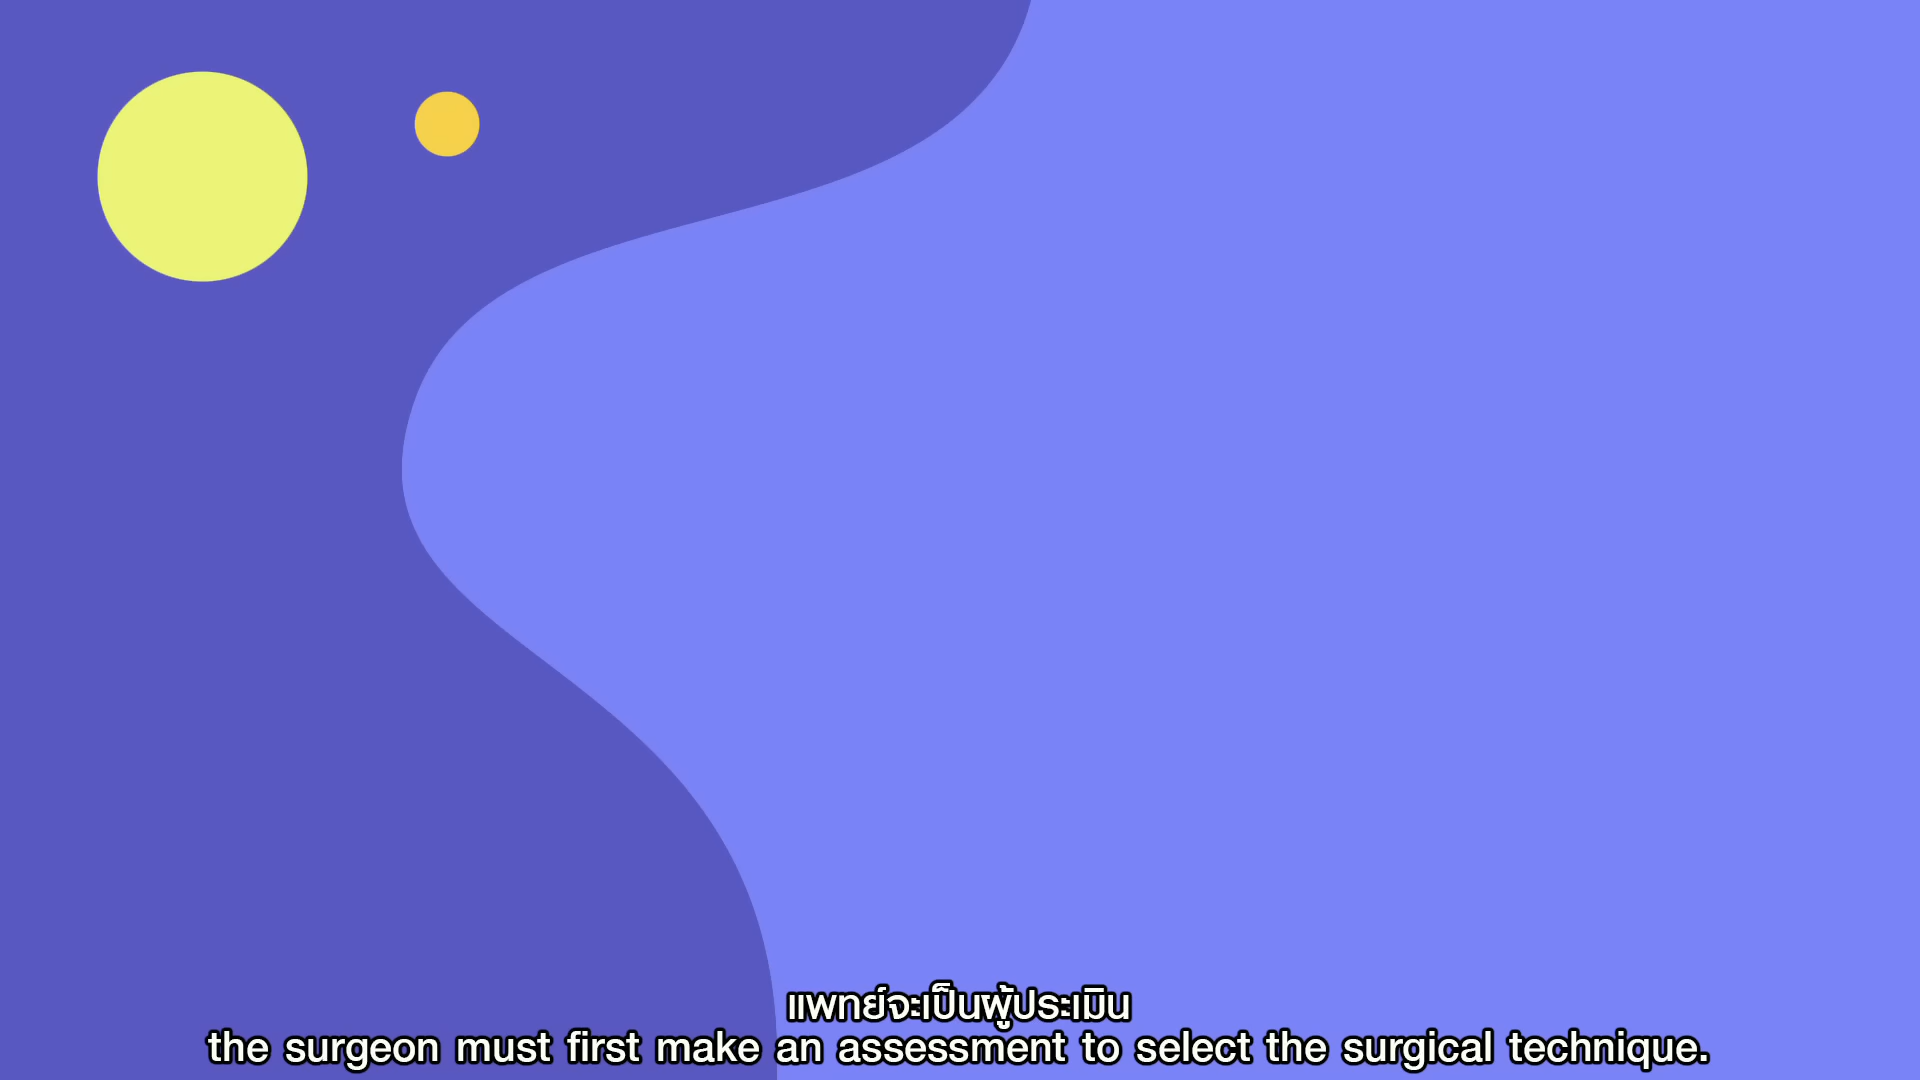 แพทย์จะเป็นผู้ประเมิน
the surgeon must first make an assessment to select the surgical technique.